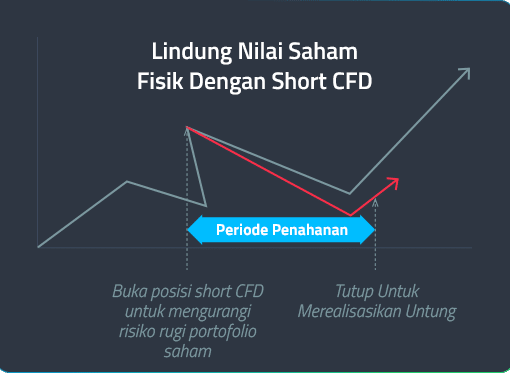 Lindung Nilai Saham
Fisik Dengan Short CFD
Periode Penahanan
Buka posisi short CFD
untuk mengurangi
risiko rugi portofolio
saham
Tutup Untuk
Merealisasikan Untung